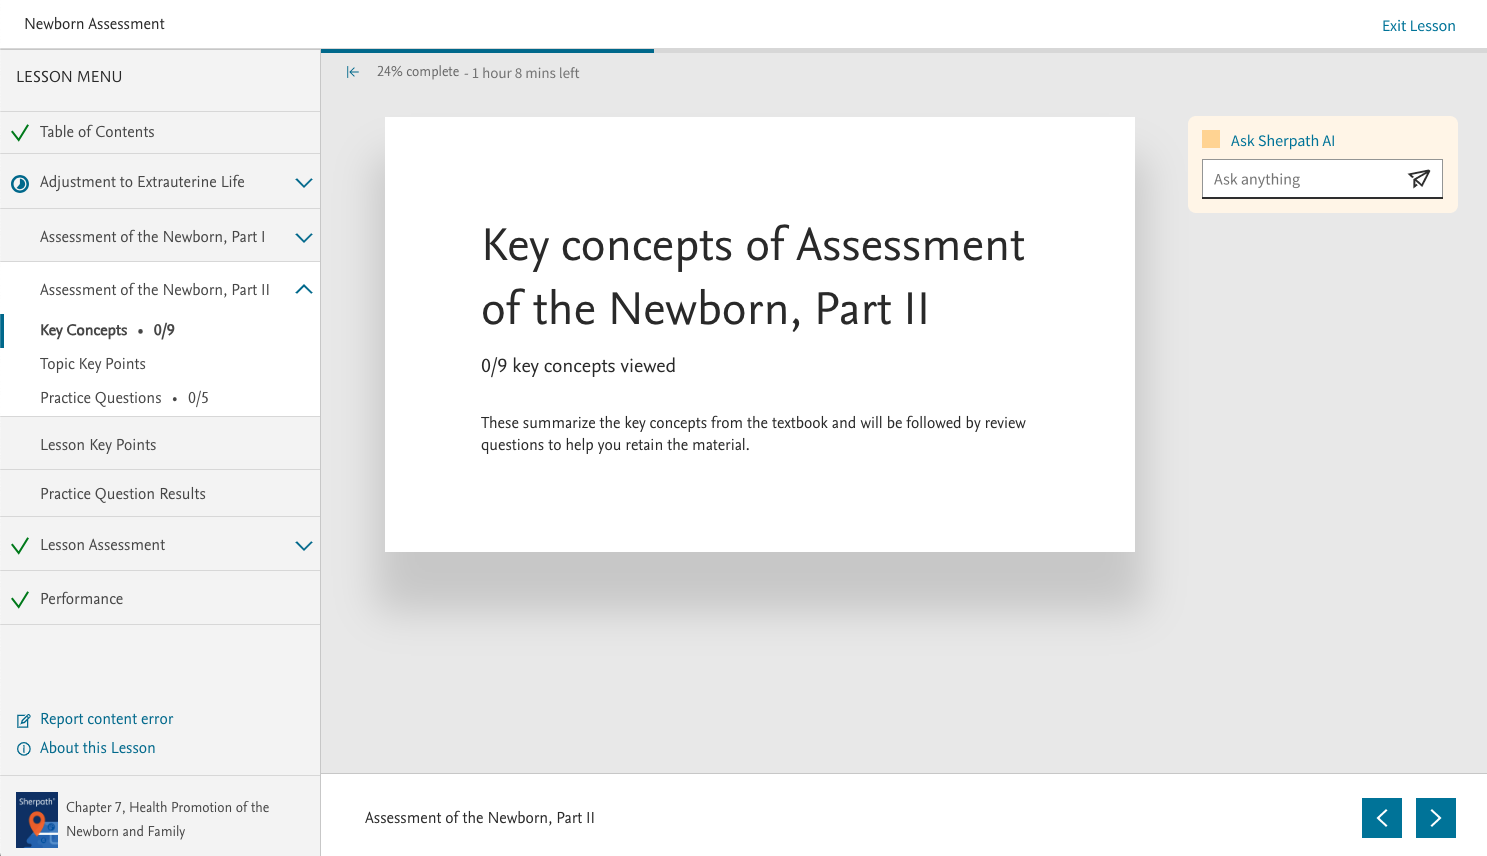 Newborn Assessment
Exit Lesson
LESSON MENU
24% complete - 1 hour 8 mins left
Table of Contents
Adjustment to Extrauterine Life
Assessment of the Newborn, Part I
Assessment of the Newborn, Part II
Key Concepts • 0/9
Topic Key Points
Practice Questions • 0/5
Lesson Key Points
Practice Question Results
Lesson Assessment
Performance
Report content error
About this Lesson
Sherpath
Chapter 7, Health Promotion of the
Newborn and Family
Key concepts of Assessment
of the Newborn, Part II
0/9 key concepts viewed
These summarize the key concepts from the textbook and will be followed by review
questions to help you retain the material.
Ask Sherpath AI
Ask anything
Assessment of the Newborn, Part II